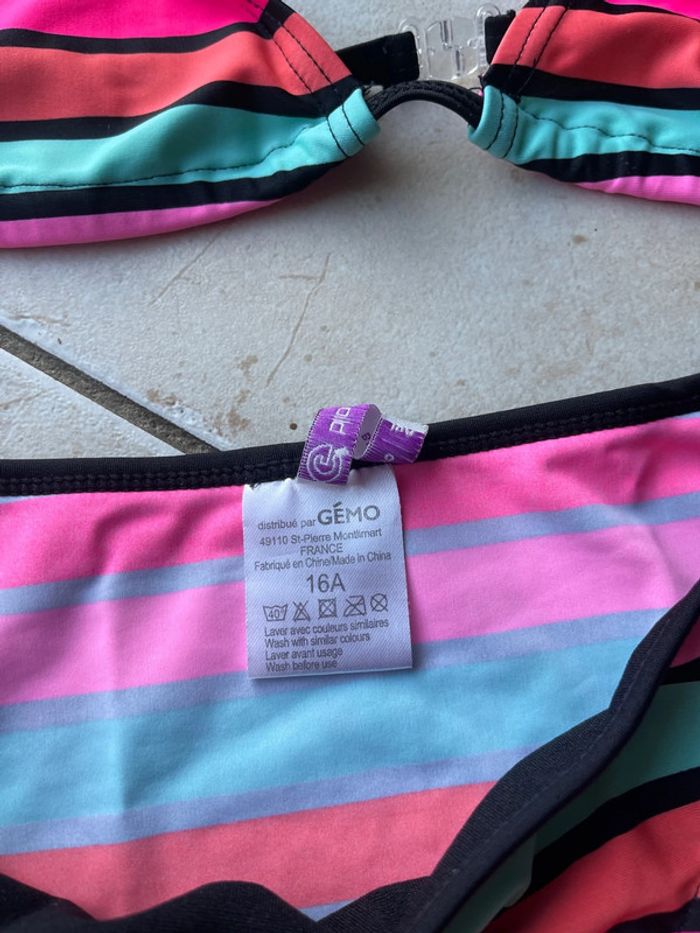 distribué par GÉMO
49110 St-Pierre Montlimart
FRANCE
Fabriqué en Chine/Made in China
16A
40°
Laver avec couleurs similaires
Wash with similar colours
Laver avant usage
Wash before use